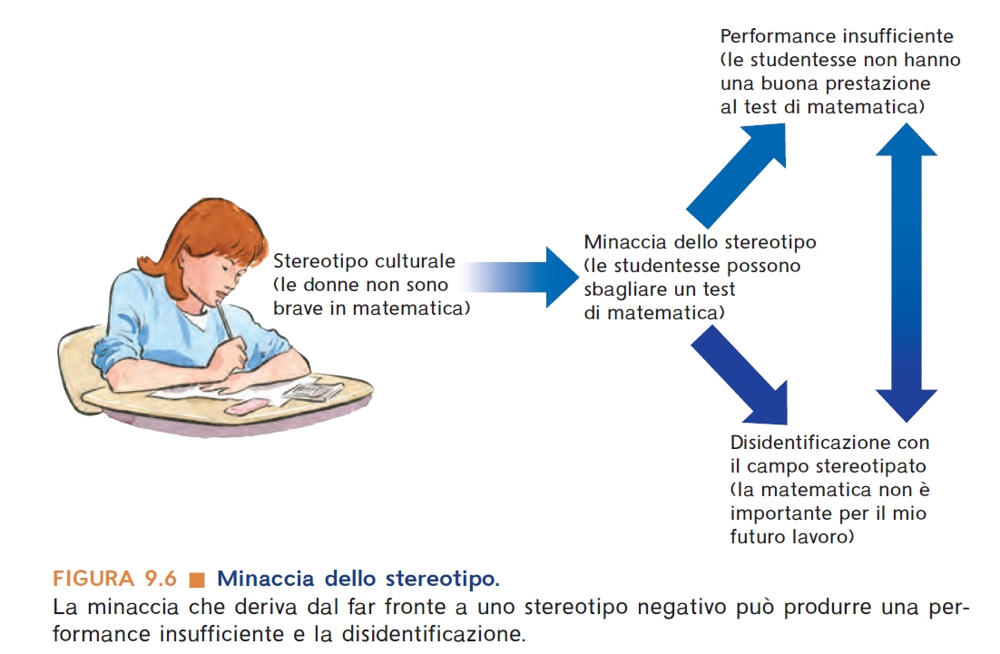 Performance insufficiente
(le studentesse non hanno
una buona prestazione
al test di matematica)
Stereotipo culturale
(le donne non sono
brave in matematica)
Minaccia dello stereotipo
(le studentesse possono
sbagliare un test
di matematica)
Disidentificazione con
il campo stereotipato
(la matematica non è
importante per il mio
futuro lavoro)
FIGURA 9.6 ■ Minaccia dello stereotipo.
La minaccia che deriva dal far fronte a uno stereotipo negativo può produrre una per-
formance insufficiente e la disidentificazione.